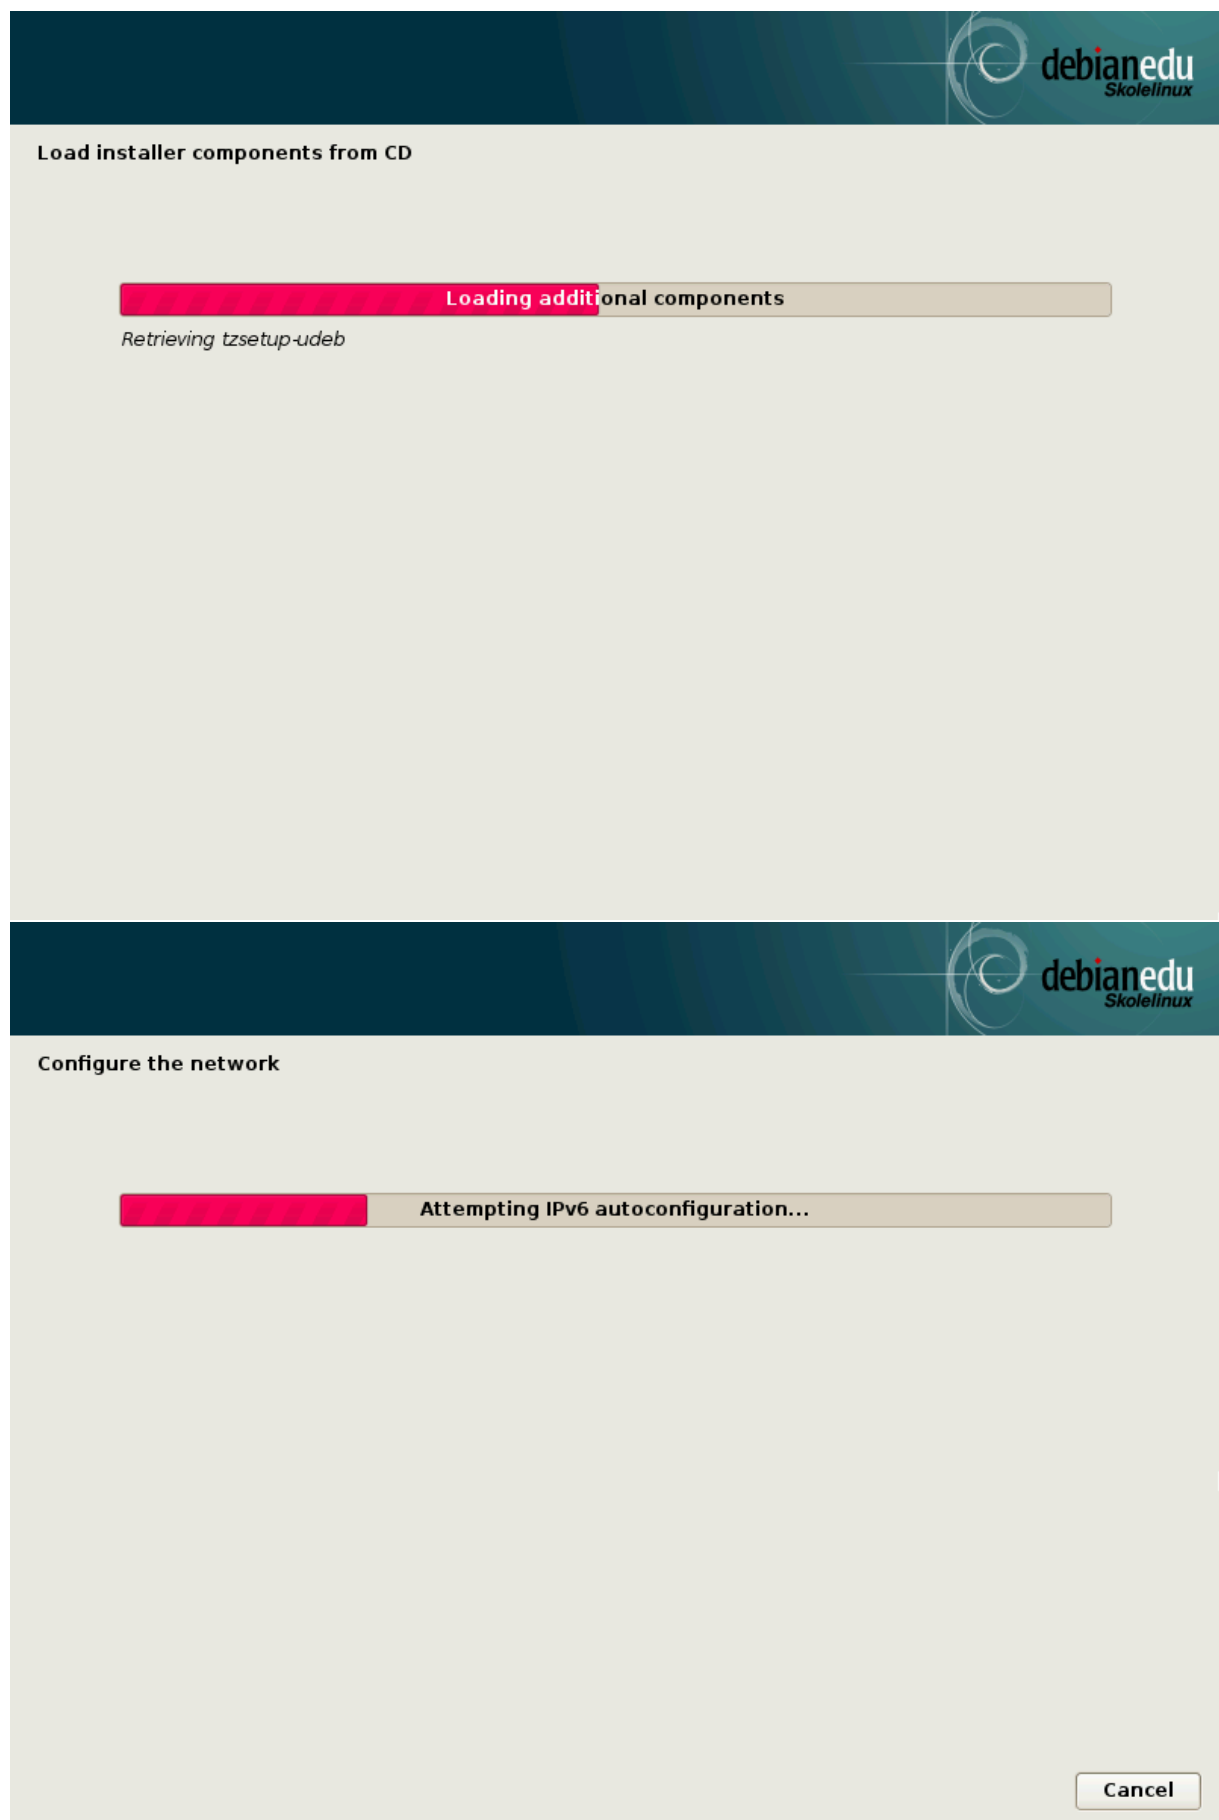 debianedu
Skolelinux
Load installer components from CD
Loading additional components
Retrieving tzsetup-udeb
debianedu
Skolelinux
Configure the network
Attempting IPv6 autoconfiguration...
Cancel